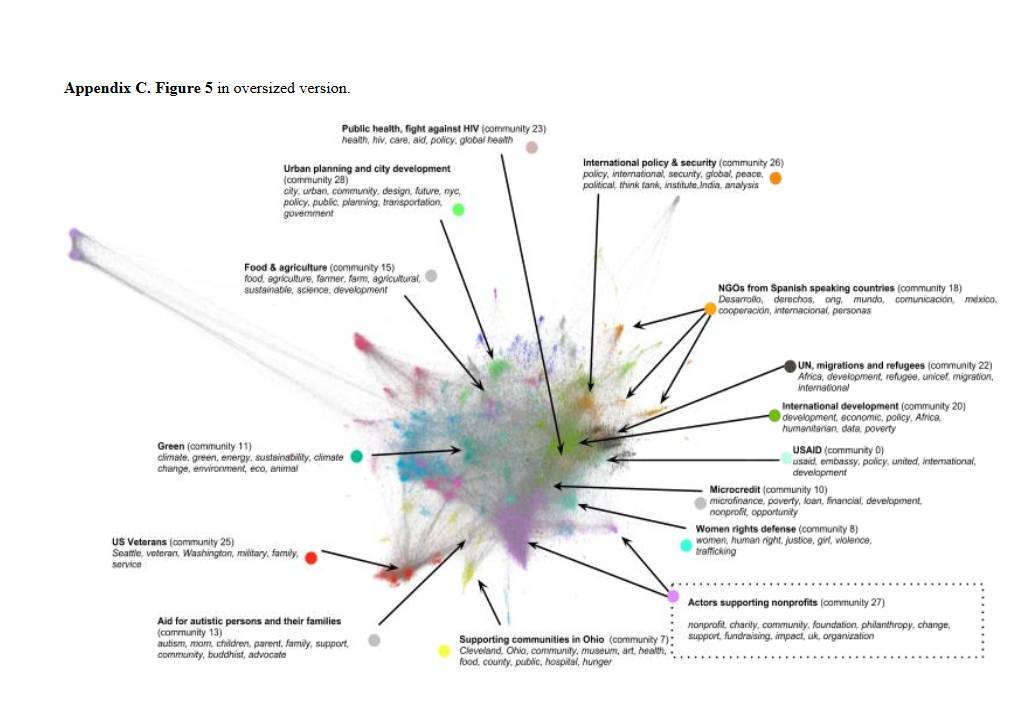 Appendix C. Figure 5 in oversized version.
Public health, fight against HIV (community 23)
health, hiv, care, aid, policy, global health
Urban planning and city development
(community 28)
city, urban, community, design, future, nyc,
policy, public, planning, transportation,
government
International policy & security (community 26)
policy, international, security, global, peace,
political, think tank, institute,India, analysis
Food & agriculture (community 15)
food, agriculture, farmer, farm, agricultural,
sustainable, science, development
NGOs from Spanish speaking countries (community 18)
Desarrollo, derechos, ong, mundo, comunicación, méxico,
cooperación, internacional, personas
UN, migrations and refugees (community 22)
Africa, development, refugee, unicef, migration,
international
International development (community 20)
development, economic, policy, Africa,
humanitarian, data, poverty
Green (community 11)
climate, green, energy, sustainability, climate
change, environment, eco, animal
USAID (community 0)
usaid, embassy, policy, united, international,
development
Microcredit (community 10)
microfinance, poverty, loan, financial, development,
nonprofit, opportunity
Women rights defense (community 8)
women, human right, justice, girl, violence,
trafficking
US Veterans (community 25)
Seattle, veteran, Washington, military, family,
service
Actors supporting nonprofits (community 27)
nonprofit, charity, community, foundation, philanthropy, change,
support, fundraising, impact, uk, organization
Aid for autistic persons and their families
(community 13)
autism, mom, children, parent, family, support,
community, buddhist, advocate
Supporting communities in Ohio (community 7)
Cleveland, Ohio, community, museum, art, health,
food, county, public, hospital, hunger